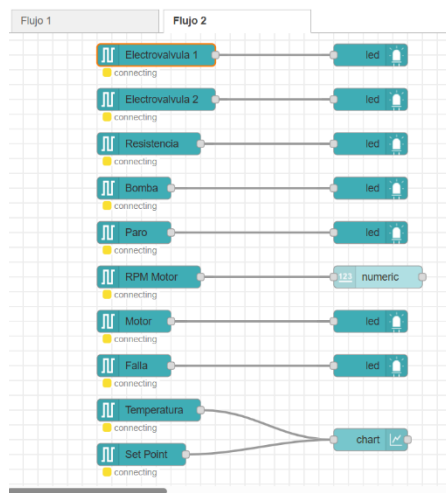 Flujo 1
Flujo 2
Electrovalvula 1
led
connecting
Electrovalvula 2
led
connecting
Resistencia
led
connecting
Bomba
led
connecting
Paro
led
connecting
RPM Motor
123 numeric
connecting
Motor
led
connecting
Falla
led
connecting
Temperatura
connecting
chart
Set Point
connecting